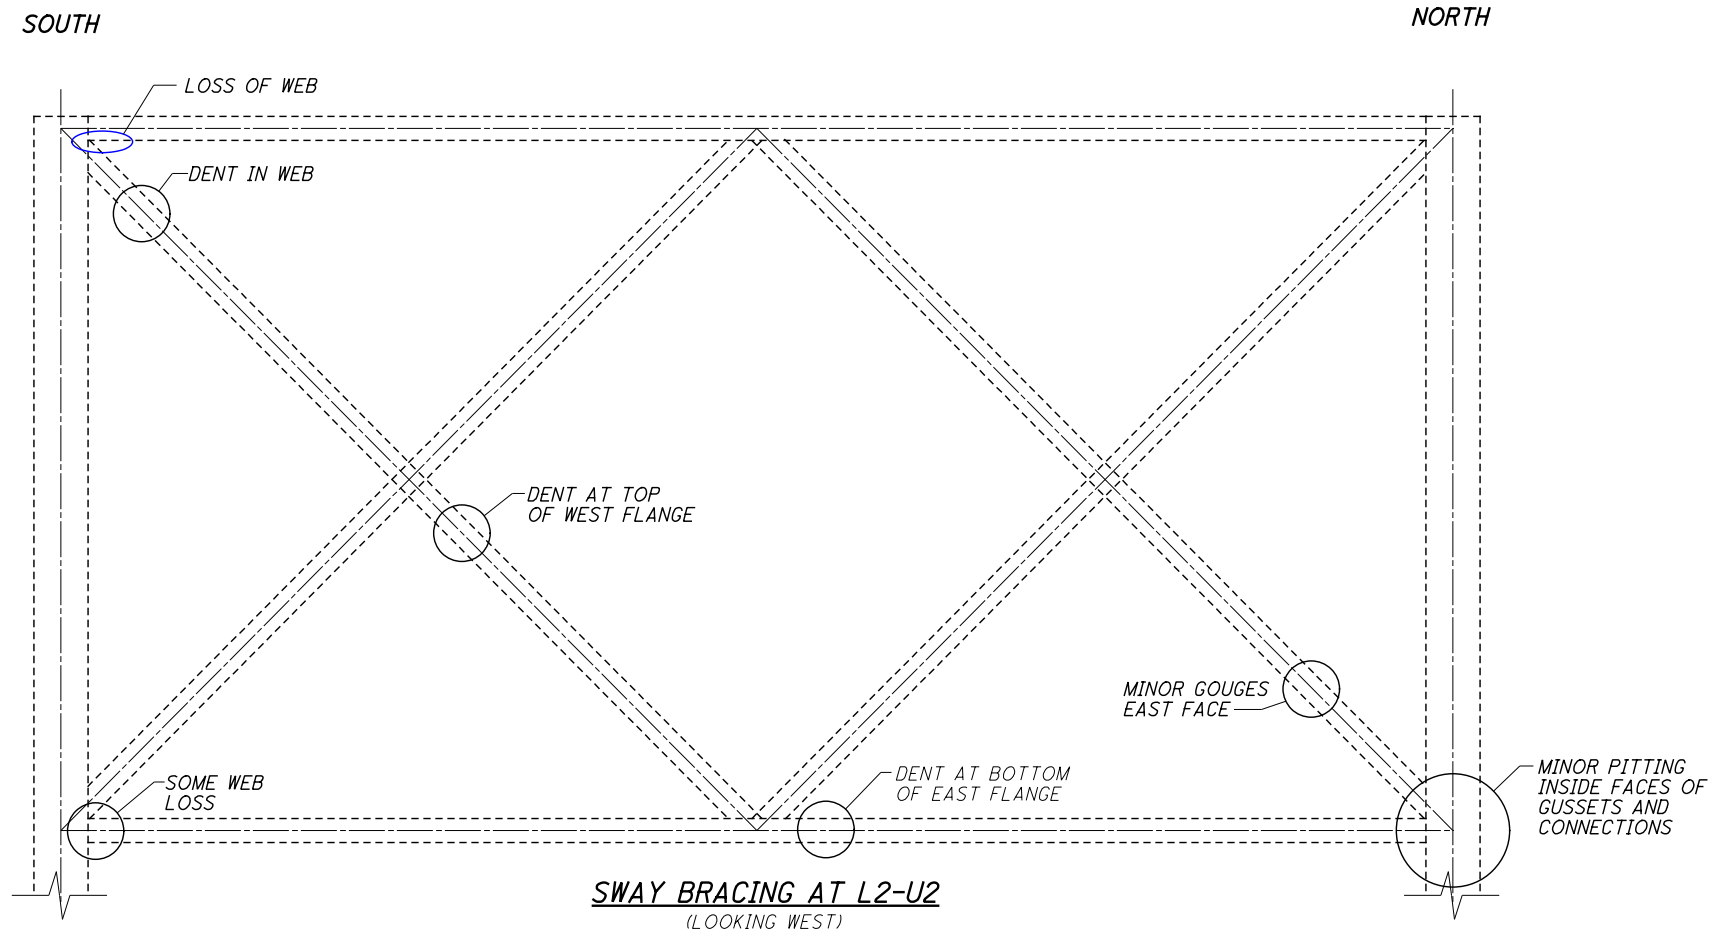 SOUTH
NORTH
LOSS OF WEB
DENT IN WEB
DENT AT TOP
OF WEST FLANGE
MINOR GOUGES
EAST FACE
SOME WEB
LOSS
DENT AT BOTTOM
OF EAST FLANGE
MINOR PITTING
INSIDE FACES OF
GUSSETS AND
CONNECTIONS
SWAY BRACING AT L2-U2
(LOOKING WEST)